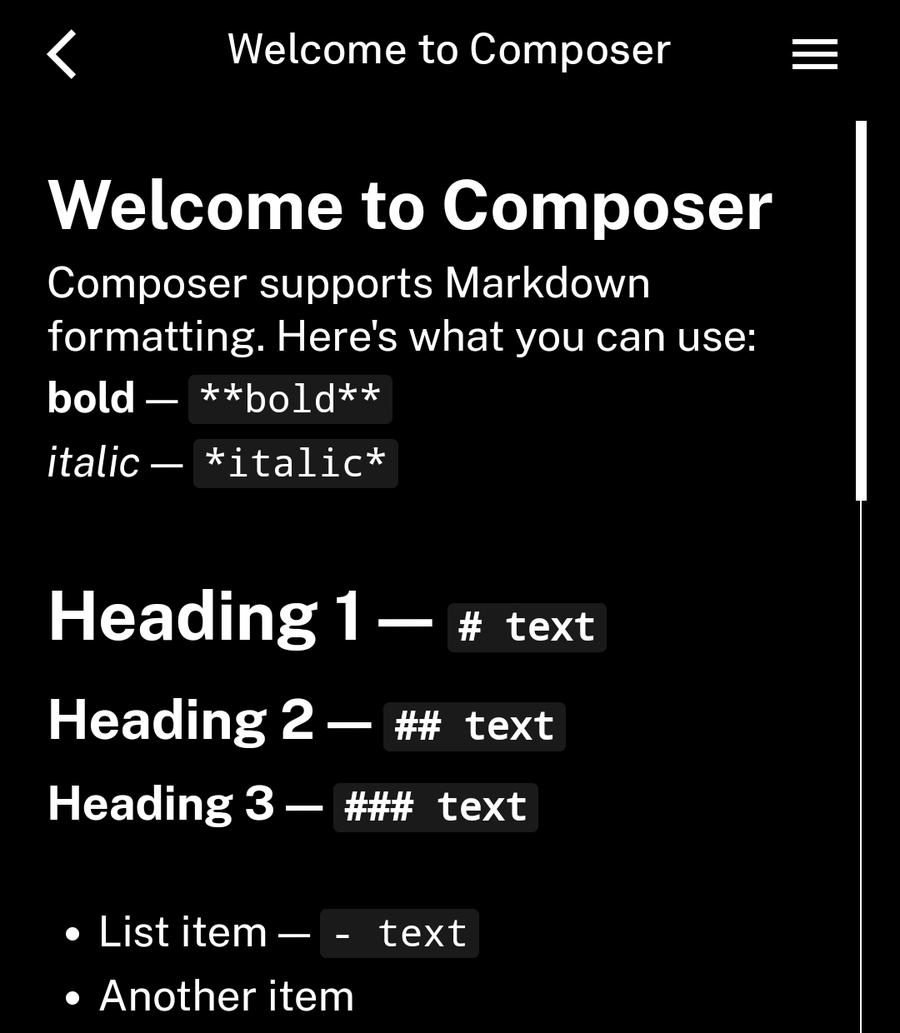 Welcome to Composer
Welcome to Composer
Composer supports Markdown
formatting. Here's what you can use:
bold — **bold**
italic — *italic*
Heading 1 — # text
Heading 2 — ## text
Heading 3 — ### text
• List item — - text
• Another item